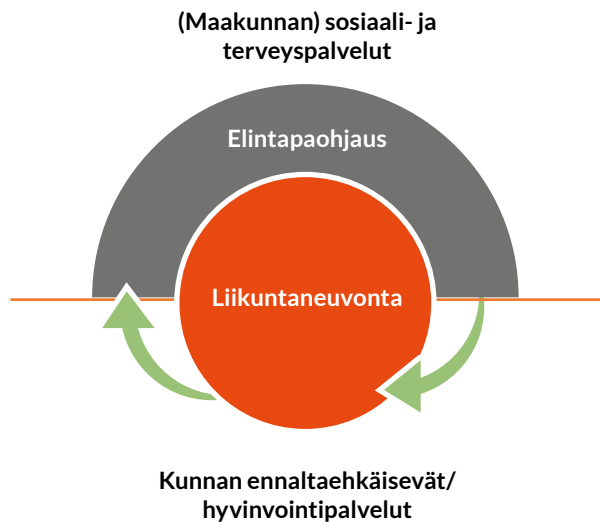 (Maakunnan) sosiaali- ja
terveyspalvelut
Elintapaohjaus
Liikuntaneuvonta
Kunnan ennaltaehkäisevät/
hyvinvointipalvelut